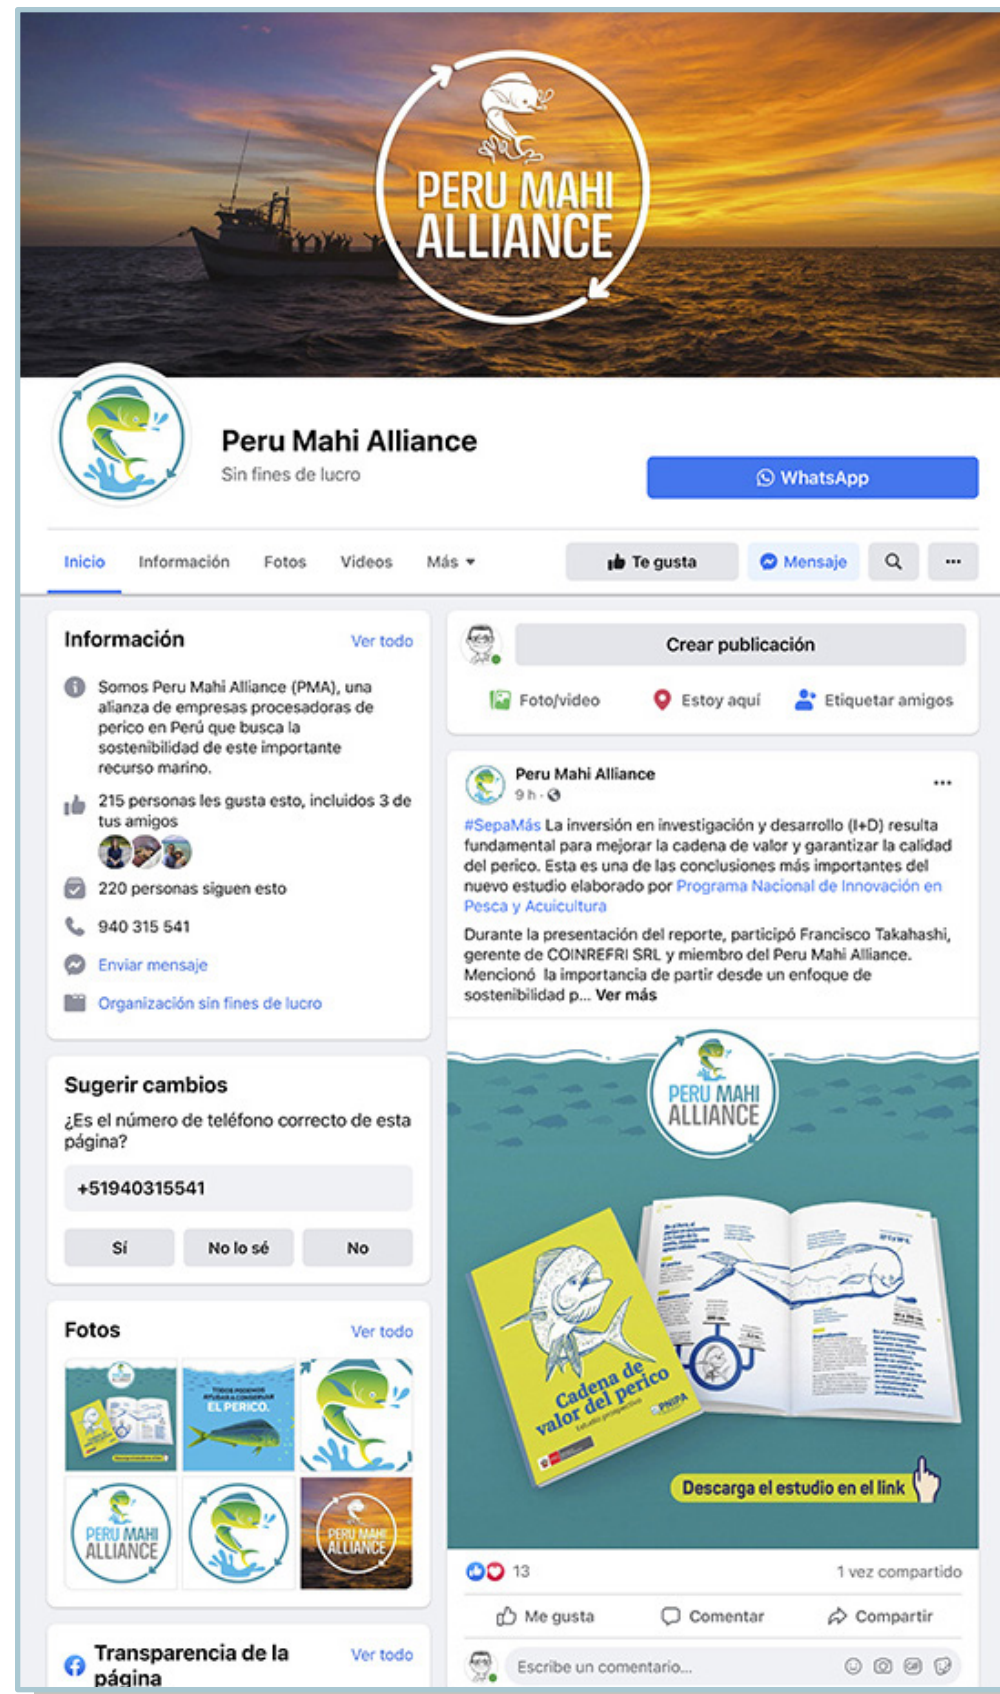 PERU MAHI
ALLIANCE
Peru Mahi Alliance
Sin fines de lucro
WhatsApp
Inicio
Información
Fotos
Videos
Más
Te gusta
Mensaje
Información
Ver todo
Somos Peru Mahi Alliance (PMA), una
alianza de empresas procesadoras de
perico en Perú que busca la
sostenibilidad de este importante
recurso marino.
215 personas les gusta esto, incluidos 3 de
tus amigos
220 personas siguen esto
940 315 541
Enviar mensaje
Organización sin fines de lucro
Sugerir cambios
¿Es el número de teléfono correcto de esta
página?
+51940315541
Sí
No lo sé
No
Fotos
Ver todo
PERU MAHI
ALLIANCE
TODOS PODEMOS
AYUDAR A CONSERVAR
EL PERICO.
PERU MAHI
ALLIANCE
PERU MAHI
ALLIANCE
Transparencia de la
página
Ver todo
Crear publicación
Foto/video
Estoy aquí
Etiquetar amigos
Peru Mahi Alliance
9 h
#SepaMás La inversión en investigación y desarrollo (I+D) resulta
fundamental para mejorar la cadena de valor y garantizar la calidad
del perico. Esta es una de las conclusiones más importantes del
nuevo estudio elaborado por Programa Nacional de Innovación en
Pesca y Acuicultura
Durante la presentación del reporte, participó Francisco Takahashi,
gerente de COINREFRI SRL y miembro del Peru Mahi Alliance.
Mencionó la importancia de partir desde un enfoque de
sostenibilidad p... Ver más
PERU MAHI
ALLIANCE
Cadena de
valor del perico
Estudio prospectivo
PNIPA
Descarga el estudio en el link
13
1 vez compartido
Me gusta
Comentar
Compartir
Escribe un comentario...
GIF